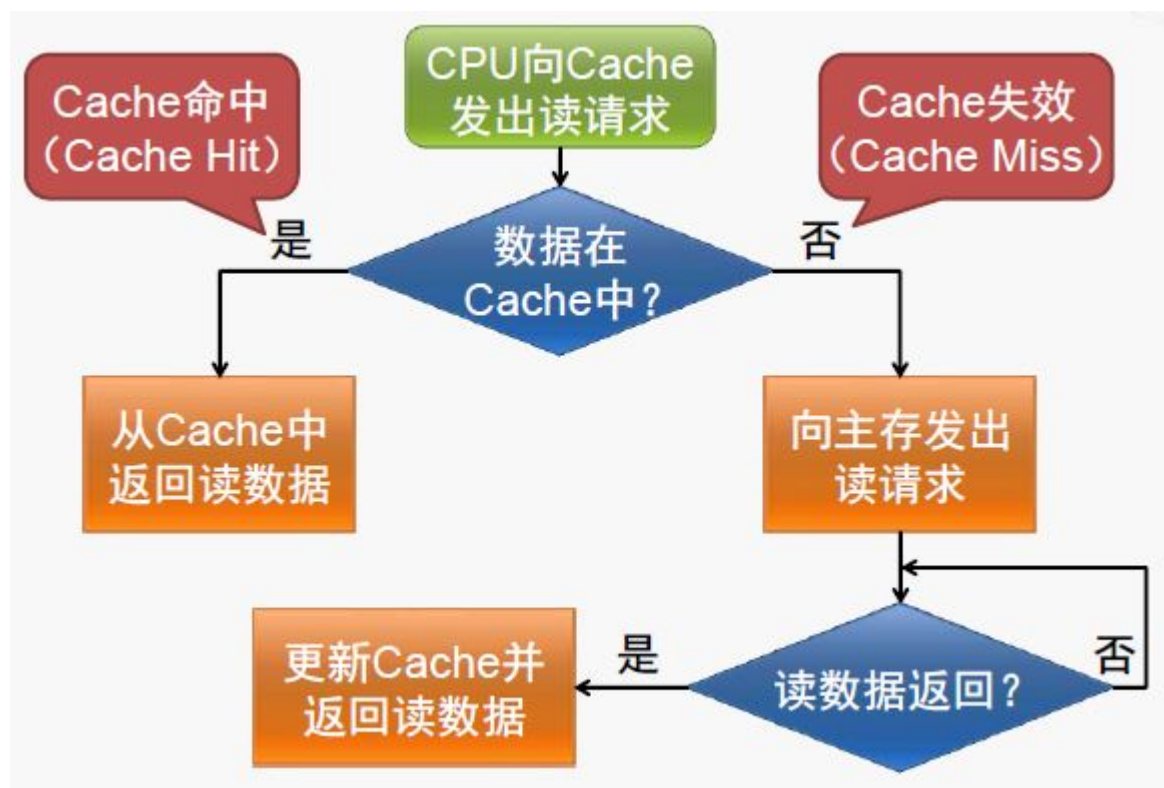 CPU向Cache
发出读请求
Cache命中
（Cache Hit）
Cache失效
（Cache Miss）
是
否
数据在
Cache中？
从Cache中
返回读数据
向主存发出
读请求
更新Cache并
返回读数据
是
读数据返回？
否